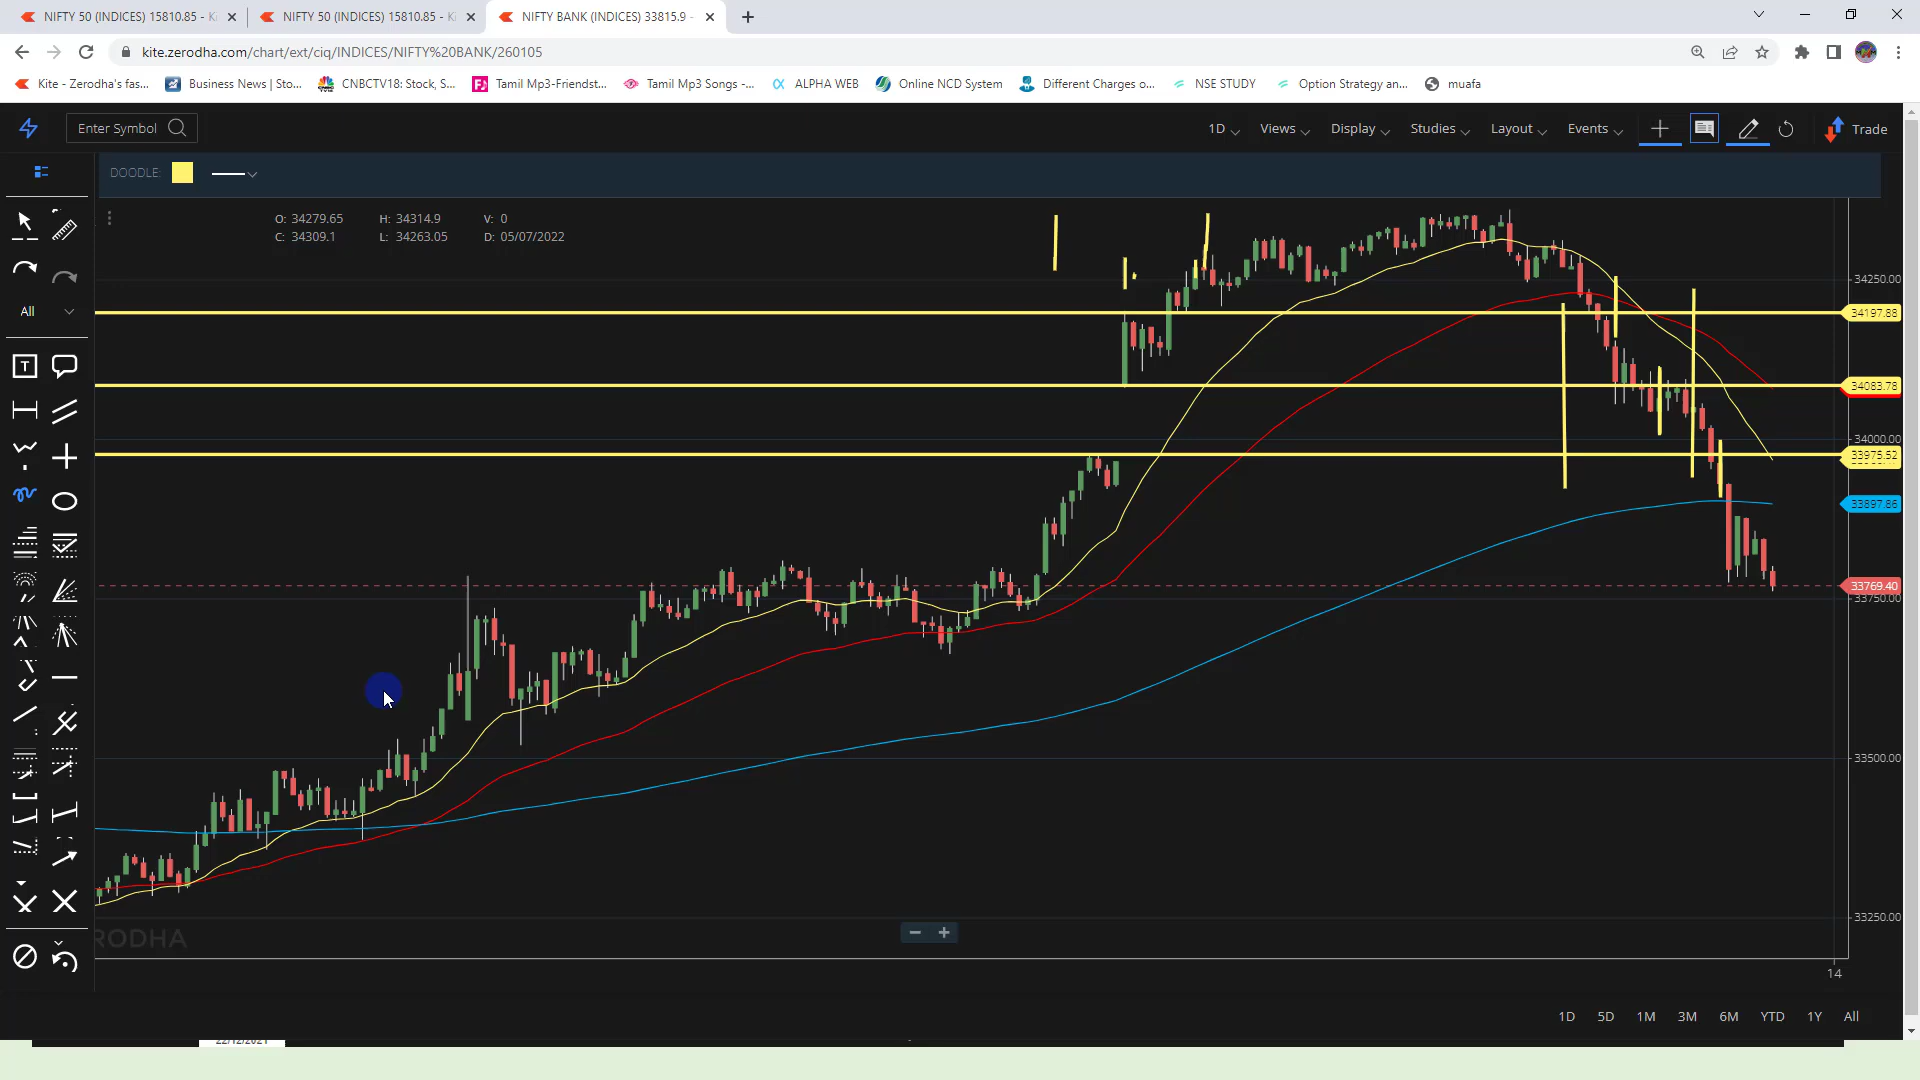 NIFTY 50 (INDICES) 15810.85 - Ki
NIFTY 50 (INDICES) 15810.85 - Ki
NIFTY BANK (INDICES) 33815.9 -
kite.zerodha.com/chart/ext/ciq/INDICES/NIFTY%20BANK/260105
Kite - Zerodha's fas...
Business News | Sto...
CNBCTV18: Stock, S...
Tamil Mp3-Friendst...
Tamil Mp3 Songs -...
ALPHA WEB
Online NCD System
Different Charges o...
NSE STUDY
Option Strategy an...
muafa
Enter Symbol
1D
Views
Display
Studies
Layout
Events
Trade
DOODLE:
O: 34279.65 H: 34314.9 V: 0
C: 34309.1 L: 34263.05 D: 05/07/2022
All
T
34250.00
34197.88
34083.78
34000.00
33975.52
33897.86
33769.40
33750.00
33500.00
33250.00
RODHA
14
1D 5D 1M 3M 6M YTD 1Y All
22/12/2021